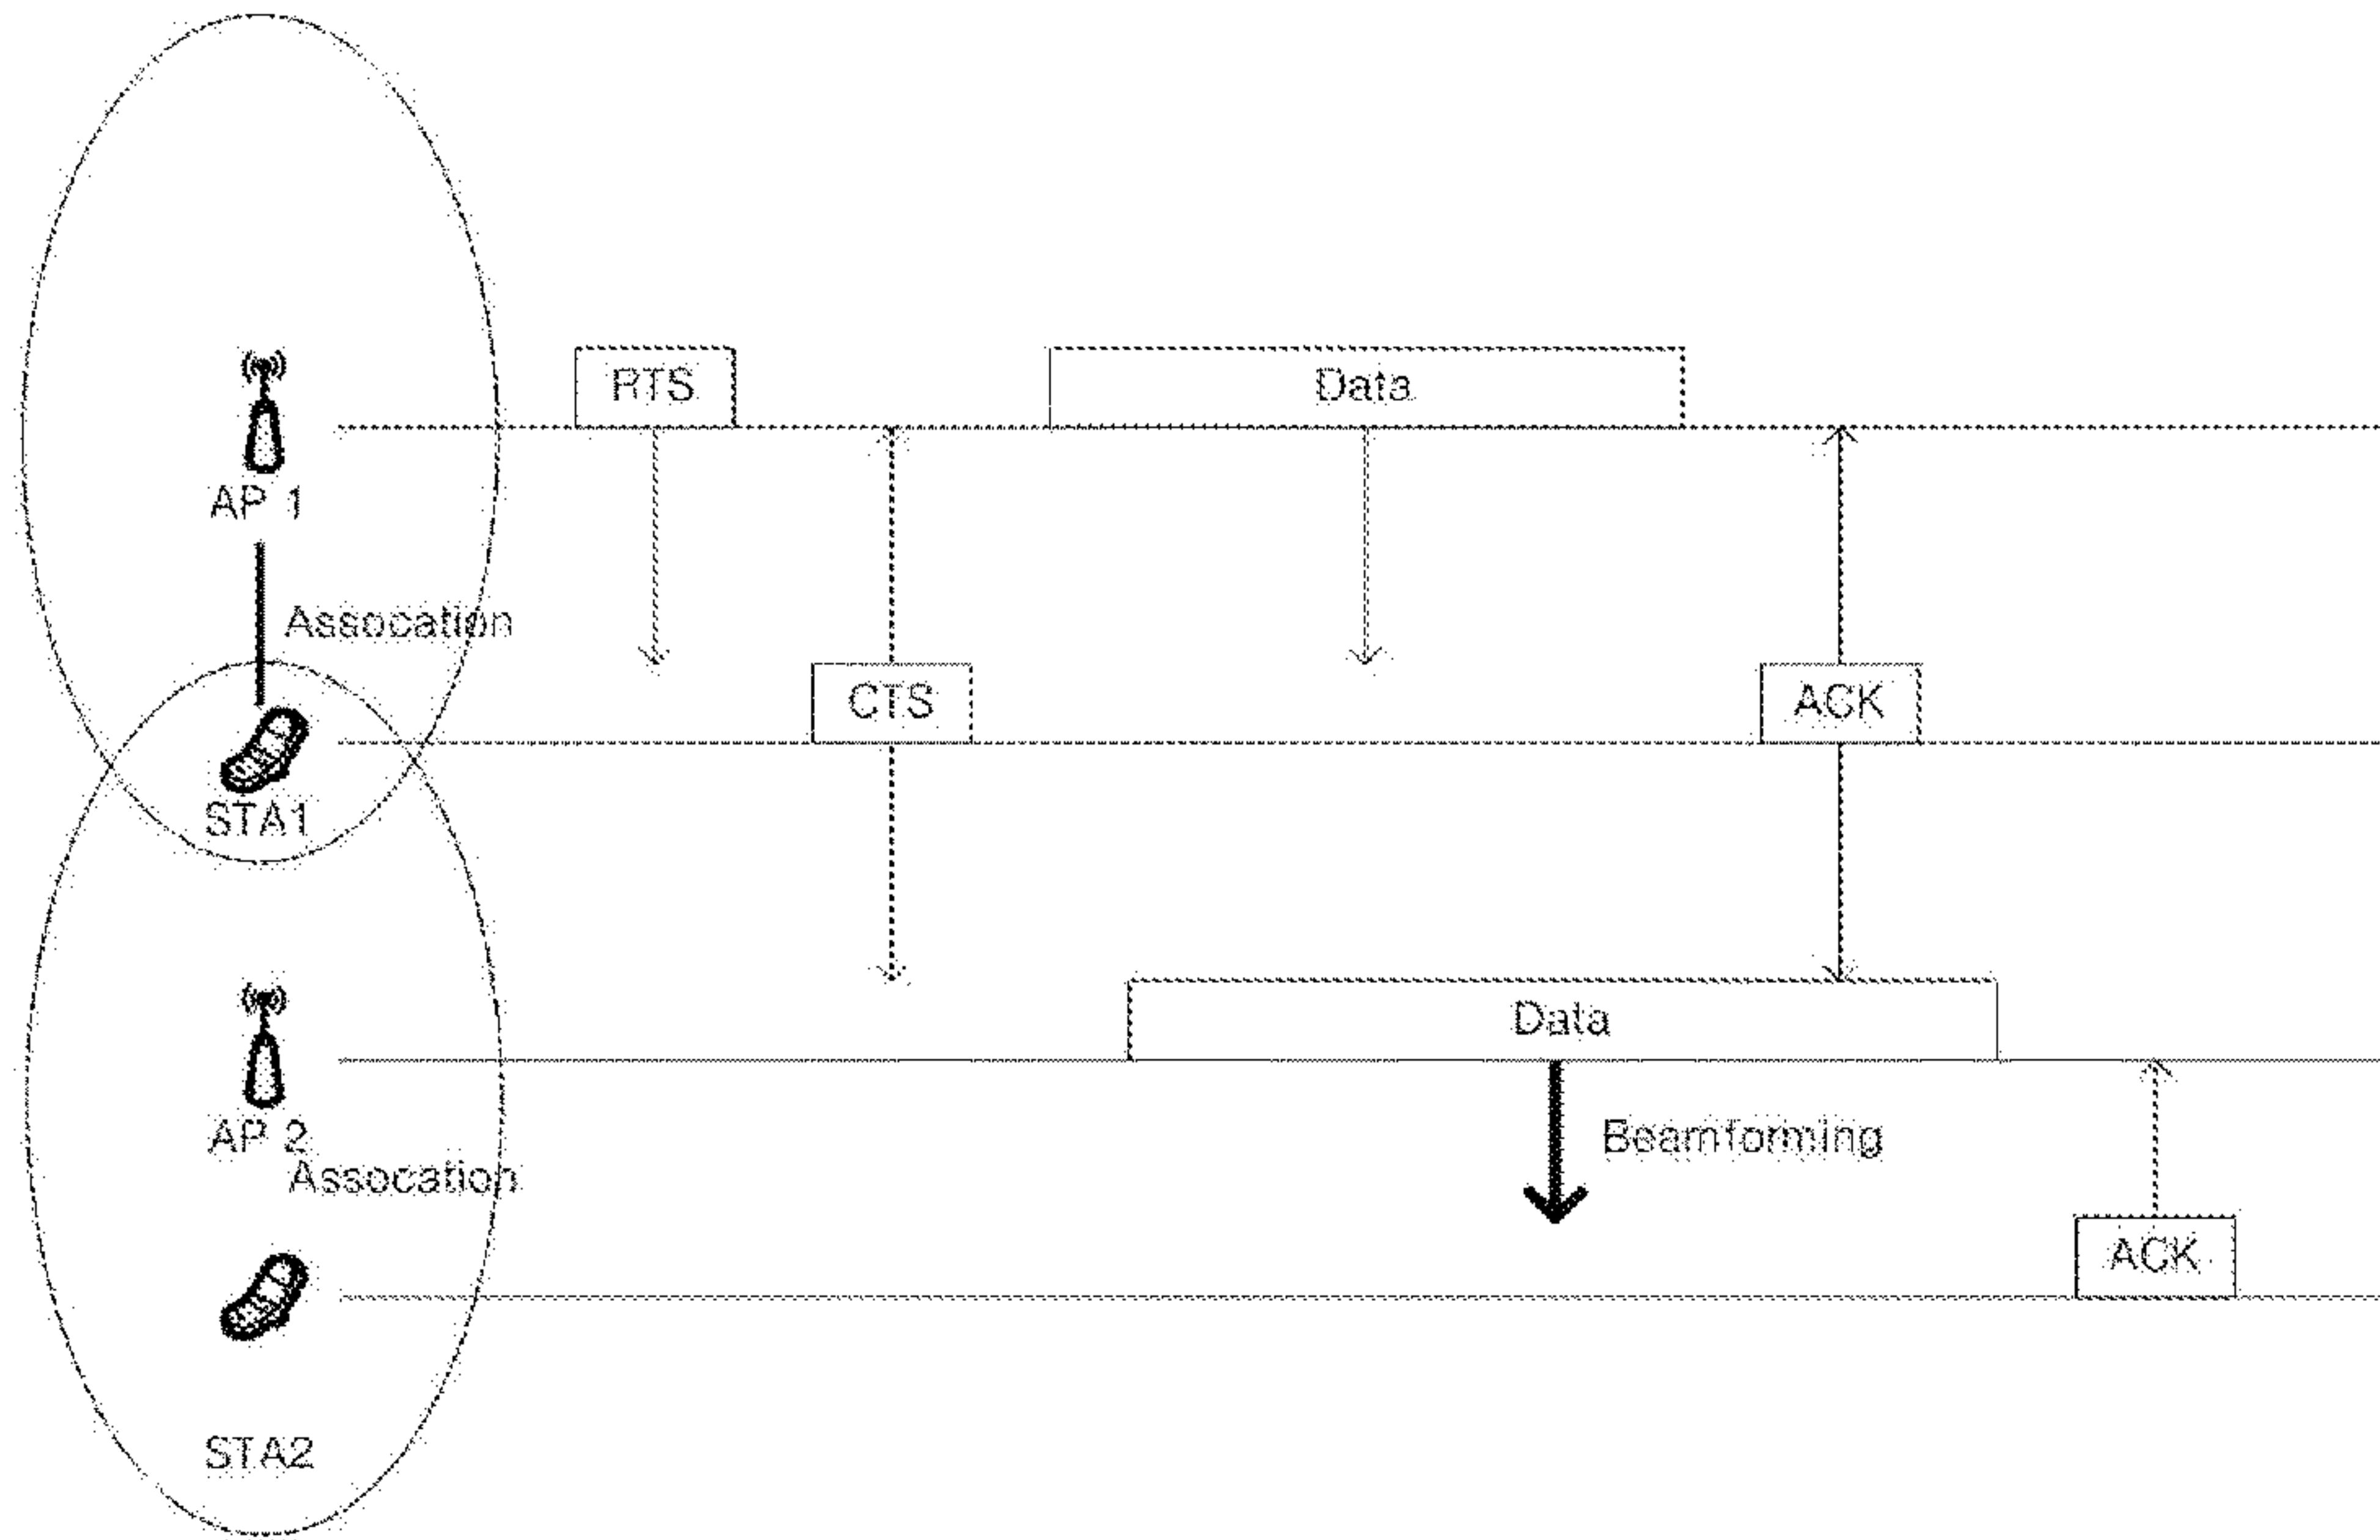 RTS
Data
AP 1
Assocation
CTS
ACK
STA1
Data
AP 2
Beamforming
Assocation
ACK
STA2